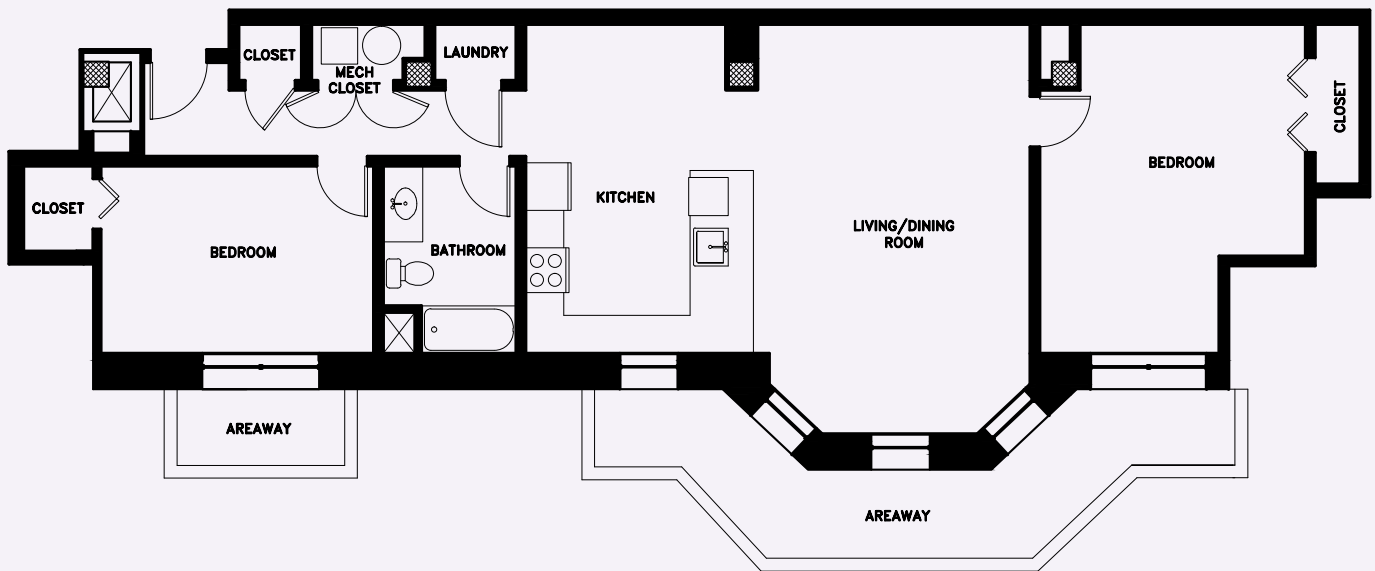 CLOSET
MECH
CLOSET
LAUNDRY
CLOSET
BEDROOM
KITCHEN
CLOSET
LIVING/DINING
ROOM
BEDROOM
BATHROOM
AREAWAY
AREAWAY